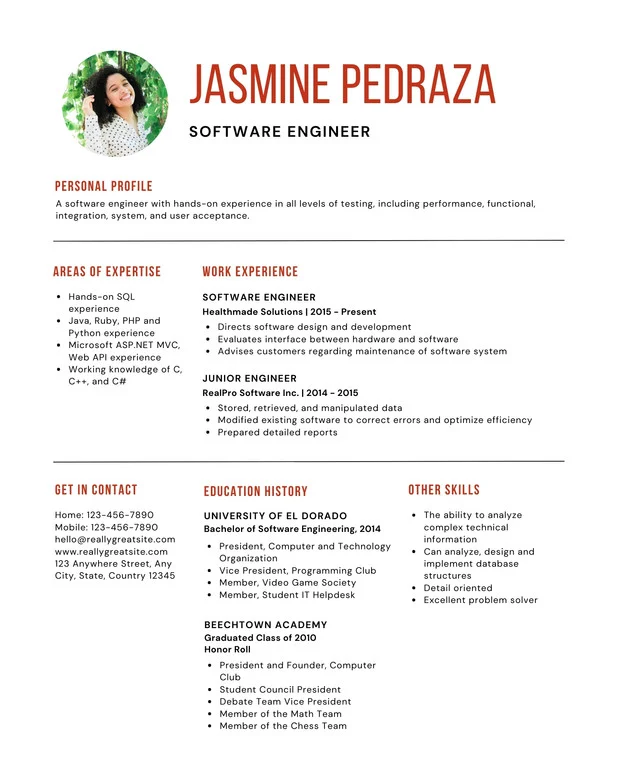 JASMINE PEDRAZA
SOFTWARE ENGINEER
PERSONAL PROFILE
A software engineer with hands-on experience in all levels of testing, including performance, functional,
integration, system, and user acceptance.
AREAS OF EXPERTISE
• Hands-on SQL
experience
• Java, Ruby, PHP and
Python experience
• Microsoft ASP.NET MVC,
Web API experience
• Working knowledge of C,
C++, and C#
WORK EXPERIENCE
SOFTWARE ENGINEER
Healthmade Solutions | 2015 - Present
• Directs software design and development
• Evaluates interface between hardware and software
• Advises customers regarding maintenance of software system
JUNIOR ENGINEER
RealPro Software Inc. | 2014 - 2015
• Stored, retrieved, and manipulated data
• Modified existing software to correct errors and optimize efficiency
• Prepared detailed reports
GET IN CONTACT
Home: 123-456-7890
Mobile: 123-456-7890
hello@reallygreatsite.com
www.reallygreatsite.com
123 Anywhere Street, Any
City, State, Country 12345
EDUCATION HISTORY
UNIVERSITY OF EL DORADO
Bachelor of Software Engineering, 2014
• President, Computer and Technology
Organization
• Vice President, Programming Club
• Member, Video Game Society
• Member, Student IT Helpdesk
BEECHTOWN ACADEMY
Graduated Class of 2010
Honor Roll
• President and Founder, Computer
Club
• Student Council President
• Debate Team Vice President
• Member of the Math Team
• Member of the Chess Team
OTHER SKILLS
• The ability to analyze
complex technical
information
• Can analyze, design and
implement database
structures
• Detail oriented
• Excellent problem solver